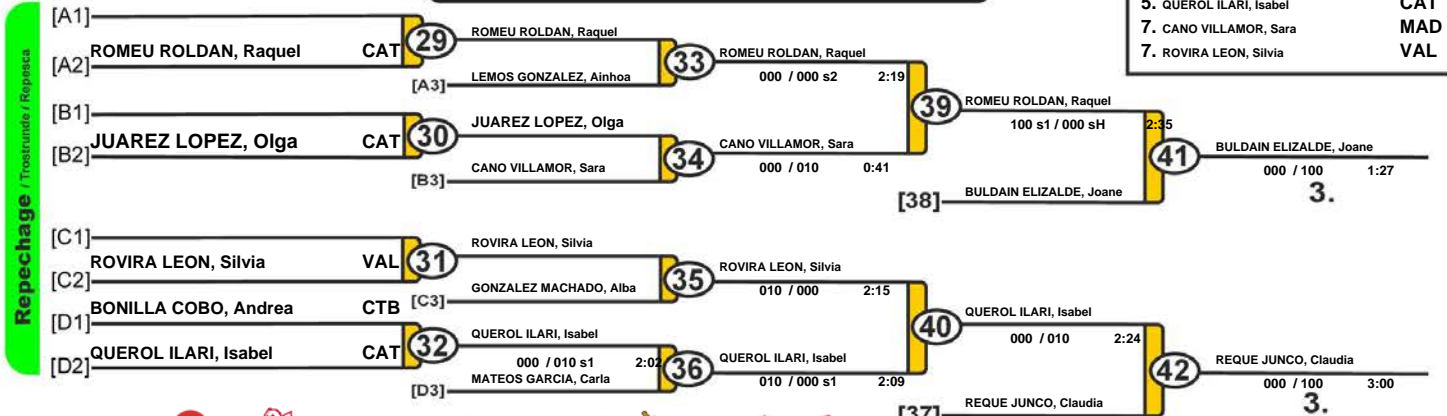 5. QUEROL ILARI, Isabel CAT
7. CANO VILLAMOR, Sara MAD
7. ROVIRA LEON, Silvia VAL
Repechage / Trostrunde / Repesca
[A1]
ROMEU ROLDAN, Raquel CAT
[A2]
29
ROMEU ROLDAN, Raquel
LEMOS GONZALEZ, Ainhoa
[A3]
33
ROMEU ROLDAN, Raquel
000 / 000 s2 2:19
[B1]
JUAREZ LOPEZ, Olga CAT
[B2]
30
JUAREZ LOPEZ, Olga
CANO VILLAMOR, Sara
[B3]
34
CANO VILLAMOR, Sara
000 / 010 0:41
39
ROMEU ROLDAN, Raquel
100 s1 / 000 sH 2:35
BULDAIN ELIZALDE, Joane
[38]
41
BULDAIN ELIZALDE, Joane
000 / 100 1:27
3.
[C1]
ROVIRA LEON, Silvia VAL
[C2]
31
ROVIRA LEON, Silvia
GONZALEZ MACHADO, Alba
[C3]
35
ROVIRA LEON, Silvia
010 / 000 2:15
BONILLA COBO, Andrea CTB
[D1]
QUEROL ILARI, Isabel CAT
[D2]
32
QUEROL ILARI, Isabel
000 / 010 s1 2:02
MATEOS GARCIA, Carla
[D3]
36
QUEROL ILARI, Isabel
010 / 000 s1 2:09
40
QUEROL ILARI, Isabel
000 / 010 2:24
REQUE JUNCO, Claudia
[37]
42
REQUE JUNCO, Claudia
000 / 100 3:00
3.